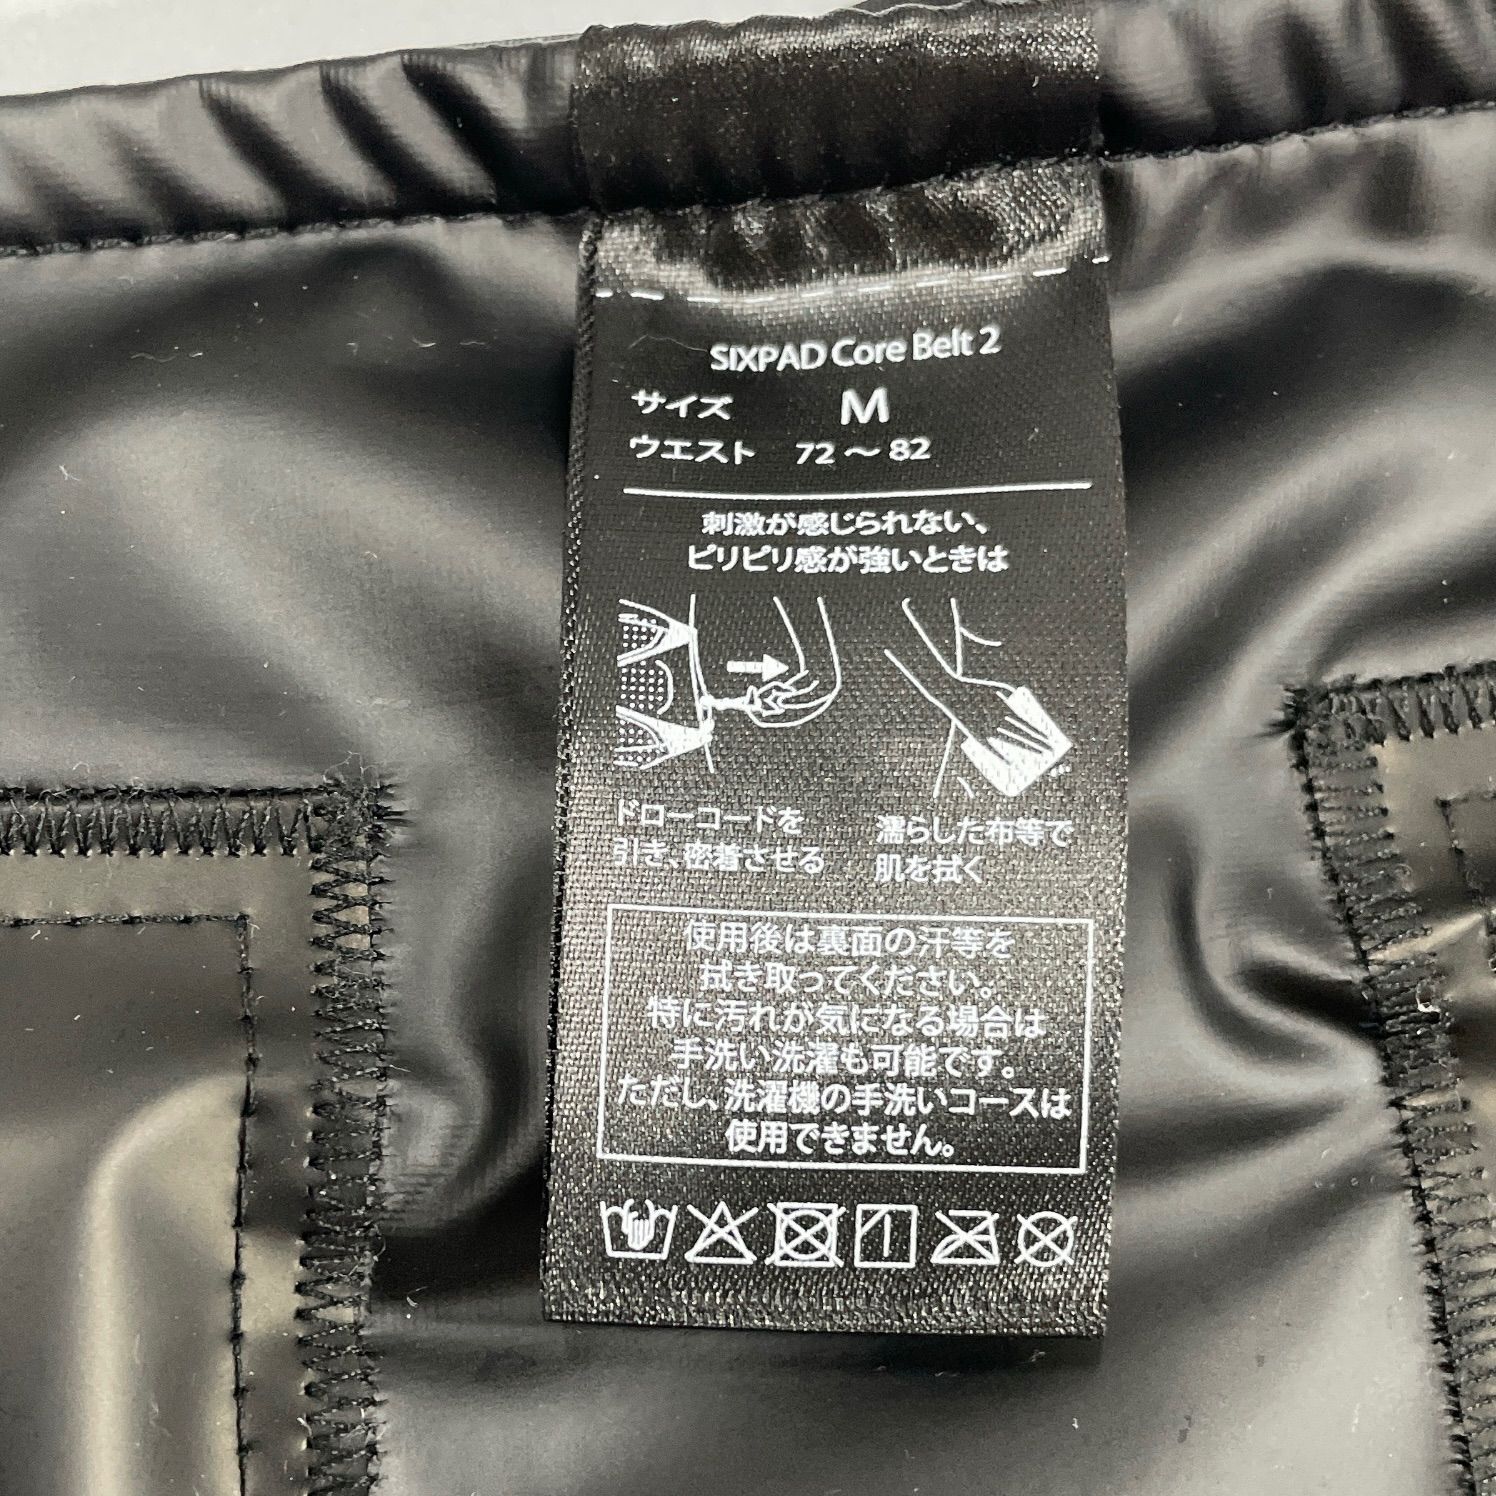 SIXPAD Core Belt 2
サイズ M
ウエスト 72～82
刺激が感じられない、
ピリピリ感が強いときは
ドローコードを
引き、密着させる
濡らした布等で
肌を拭く
使用後は裏面の汗等を
拭き取ってください。
特に汚れが気になる場合は
手洗い洗濯も可能です。
ただし、洗濯機の手洗いコースは
使用できません。